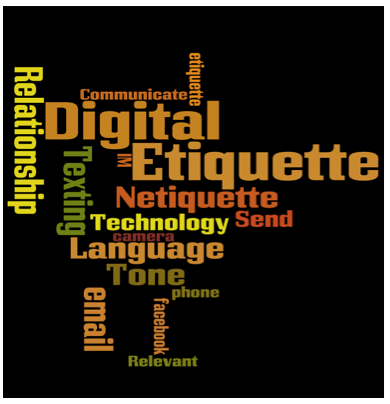 etiquette
Communicate
Relationship
Digital
IM
Etiquette
Texting
Netiquette
Technology
Send
camera
Language
Tone
email
phone
facebook
Relevant